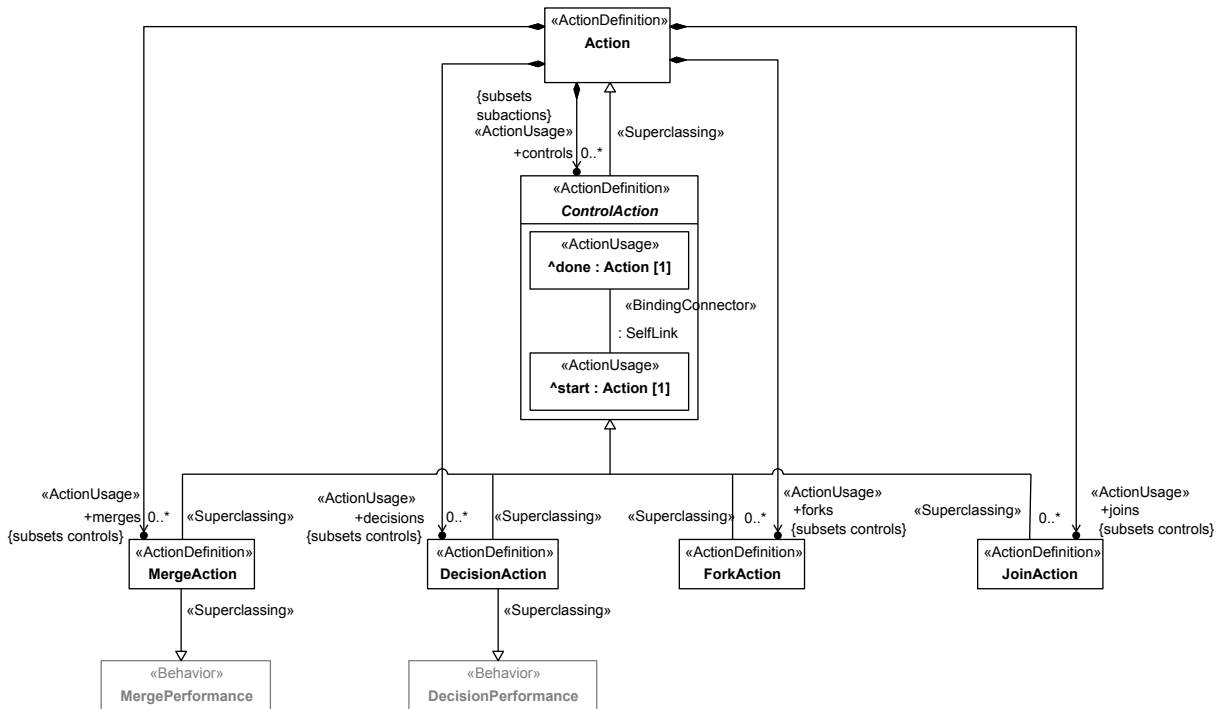 «ActionDefinition»
Action
{subsets
subactions}
«ActionUsage»
+controls
0..*
«Superclassing»
«ActionDefinition»
ControlAction
«ActionUsage»
^done : Action [1]
«BindingConnector»
: SelfLink
«ActionUsage»
^start : Action [1]
«ActionUsage»
+merges
0..*
{subsets controls}
«Superclassing»
«ActionUsage»
+decisions
0..*
{subsets controls}
«Superclassing»
«Superclassing»
0..*
«ActionUsage»
+forks
{subsets controls}
«Superclassing»
0..*
«ActionUsage»
+joins
{subsets controls}
«ActionDefinition»
MergeAction
«ActionDefinition»
DecisionAction
«ActionDefinition»
ForkAction
«ActionDefinition»
JoinAction
«Superclassing»
«Superclassing»
«Behavior»
MergePerformance
«Behavior»
DecisionPerformance